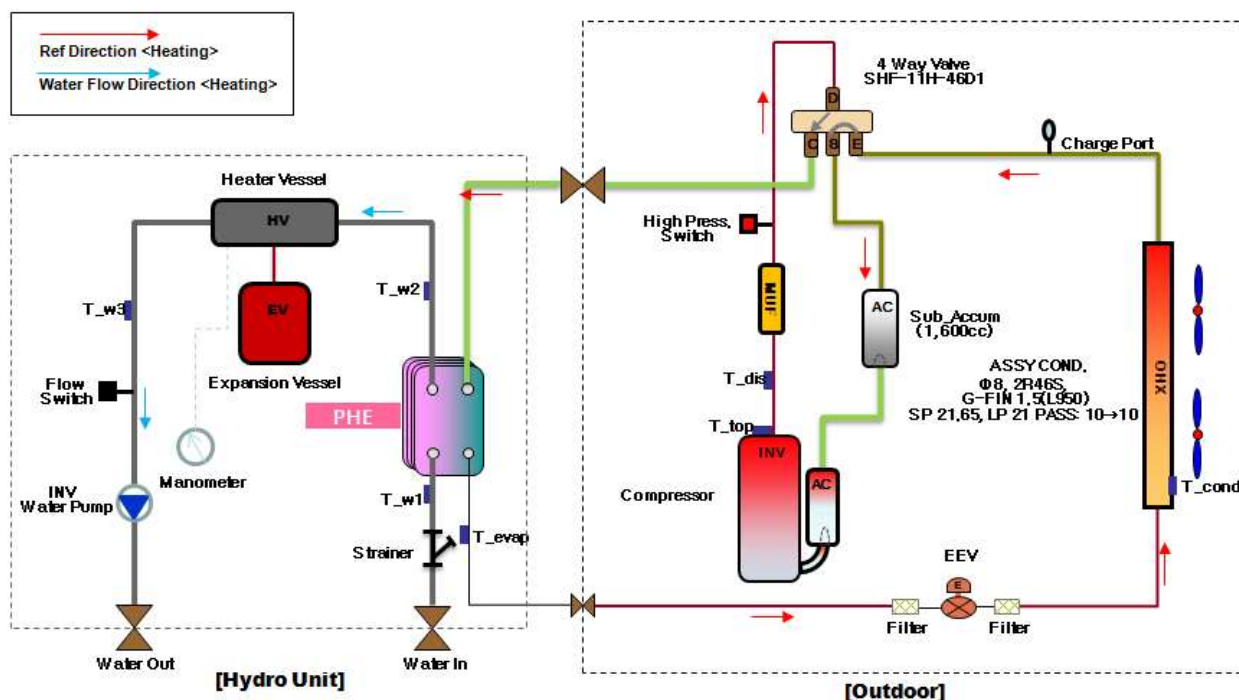 Ref Direction <Heating>
Water Flow Direction <Heating>
4 Way Valve
SHF-11H-46D1
D
C
8
E
Charge Port
Heater Vessel
HV
High Press,
Switch
T_w3
EV
T_w2
MUF
AC
Sub_Accum
(1,600cc)
Flow
Switch
Expansion Vessel
T_dis
ASSY COND,
Φ8, 2R46S,
G-FIN 1,5(L950)
SP 21,65, LP 21 PASS: 10→10
OHX
PHE
T_top
INV
AC
Manometer
INV
Water Pump
T_w1
Compressor
T_cond
Strainer
T_evap
EEV
E
Filter
Filter
Water Out
Water In
[Hydro Unit]
[Outdoor]